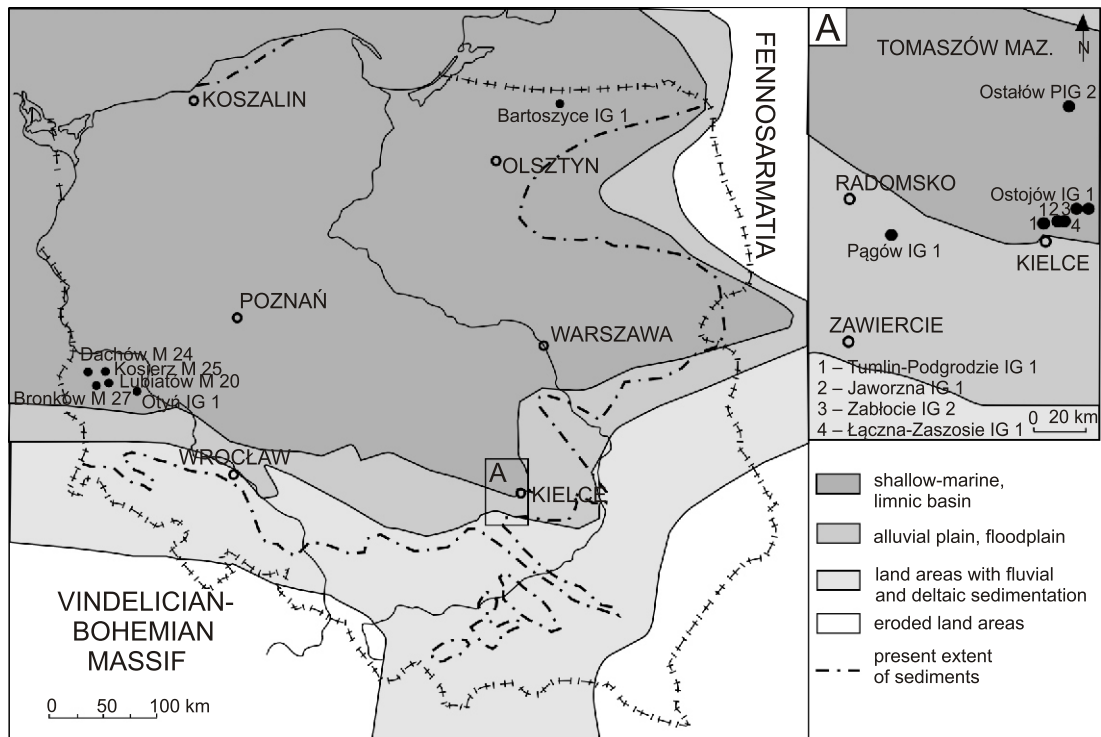 KOSZALIN
Bartoszyce IG 1
OLSZTYN
FENNOSARMATIA
POZNAŃ
WARSZAWA
Dachów M 24
Kosierz M 25
Lubiatów M 20
Bronków M 27
Otyń IG 1
WROCŁAW
A
KIELCE
VINDELICIAN-
BOHEMIAN
MASSIF
0 50 100 km
A
N
TOMASZÓW MAZ.
Ostałów PIG 2
RADOMSKO
Ostojów IG 1
1 2 3
1 4
Pągów IG 1
KIELCE
ZAWIERCIE
1 – Tumlin-Podgrodzie IG 1
2 – Jaworzna IG 1
3 – Zabłocie IG 2
4 – Łączna-Zaszosie IG 1
0 20 km
shallow-marine,
limnic basin
alluvial plain, floodplain
land areas with fluvial
and deltaic sedimentation
eroded land areas
present extent
of sediments